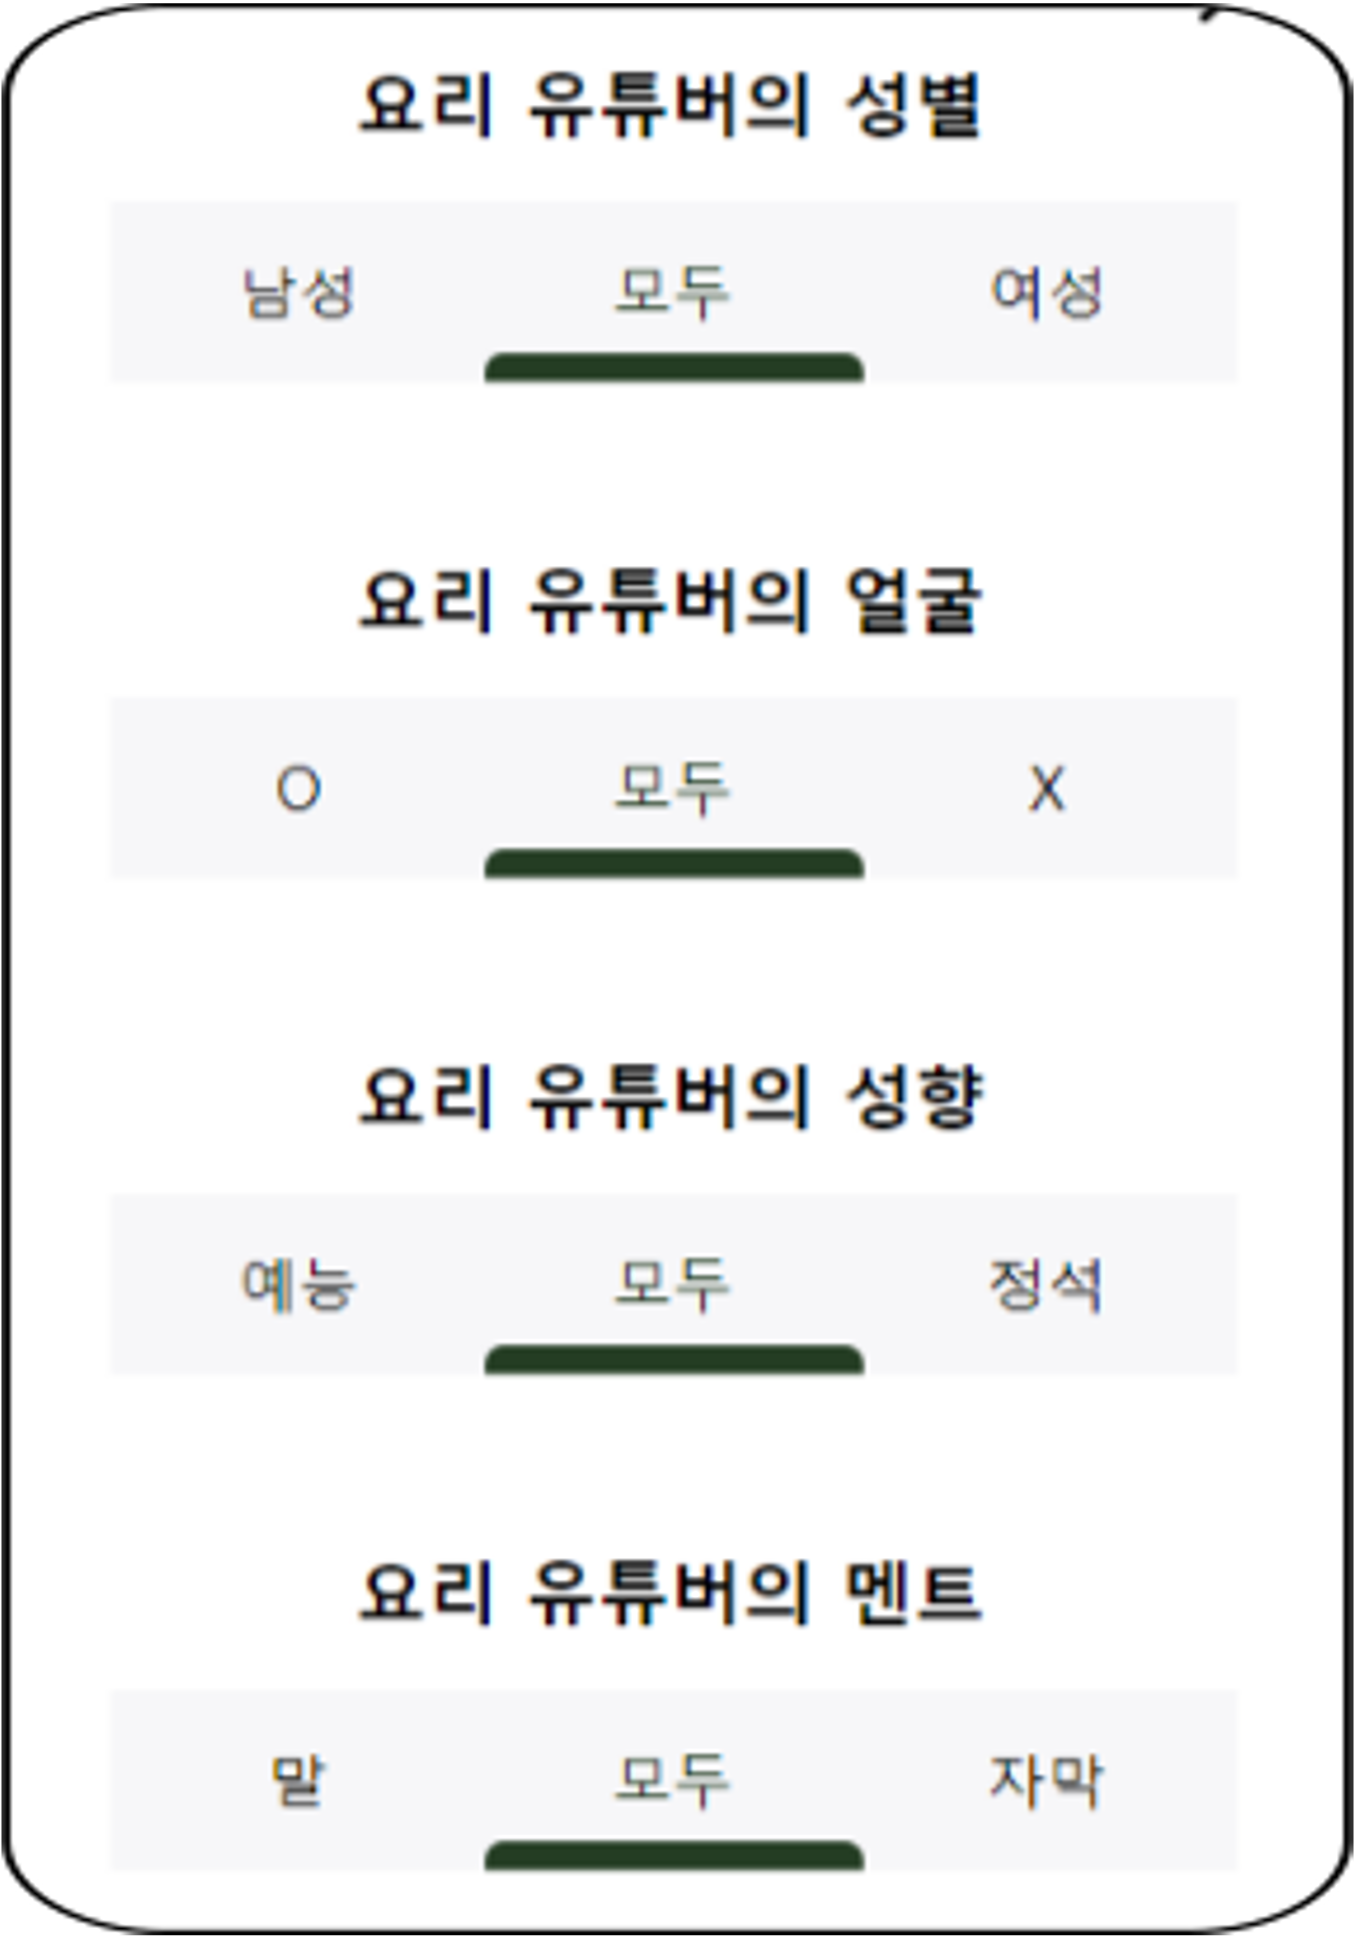 요리 유튜버의 성별
남성 모두 여성
요리 유튜버의 얼굴
O 모두 X
요리 유튜버의 성향
예능 모두 정석
요리 유튜버의 멘트
말 모두 자막